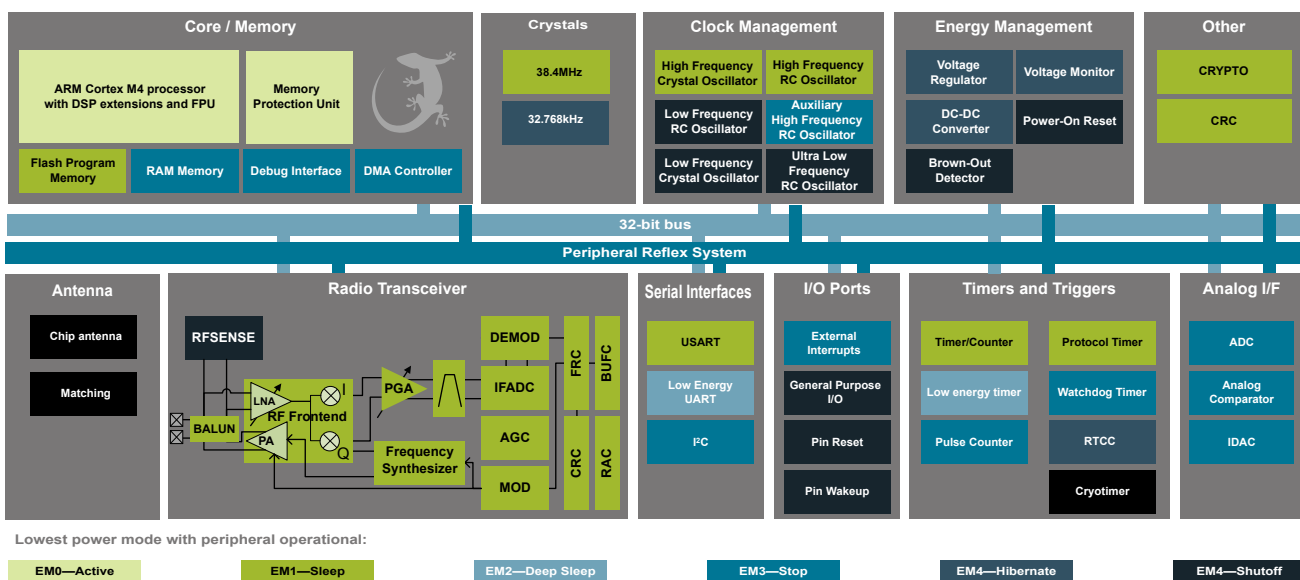 Core / Memory
ARM Cortex M4 processor
with DSP extensions and FPU
Memory
Protection Unit
Flash Program
Memory
RAM Memory
Debug Interface
DMA Controller
Crystals
38.4MHz
32.768kHz
Clock Management
High Frequency
Crystal Oscillator
High Frequency
RC Oscillator
Low Frequency
RC Oscillator
Auxiliary
High Frequency
RC Oscillator
Low Frequency
Crystal Oscillator
Ultra Low
Frequency
RC Oscillator
Energy Management
Voltage
Regulator
Voltage Monitor
DC-DC
Converter
Power-On Reset
Brown-Out
Detector
Other
CRYPTO
CRC
32-bit bus
Peripheral Reflex System
Antenna
Chip antenna
Matching
Radio Transceiver
RFSENSE
BALUN
LNA
RF Frontend
PA
I
Q
PGA
Frequency
Synthesizer
DEMOD
IFADC
AGC
MOD
FRC
BUFC
CRC
RAC
Serial Interfaces
USART
Low Energy
UART
I²C
I/O Ports
External
Interrupts
General Purpose
I/O
Pin Reset
Pin Wakeup
Timers and Triggers
Timer/Counter
Protocol Timer
Low energy timer
Watchdog Timer
Pulse Counter
RTCC
Cryotimer
Analog I/F
ADC
Analog
Comparator
IDAC
Lowest power mode with peripheral operational:
EM0—Active
EM1—Sleep
EM2—Deep Sleep
EM3—Stop
EM4—Hibernate
EM4—Shutoff